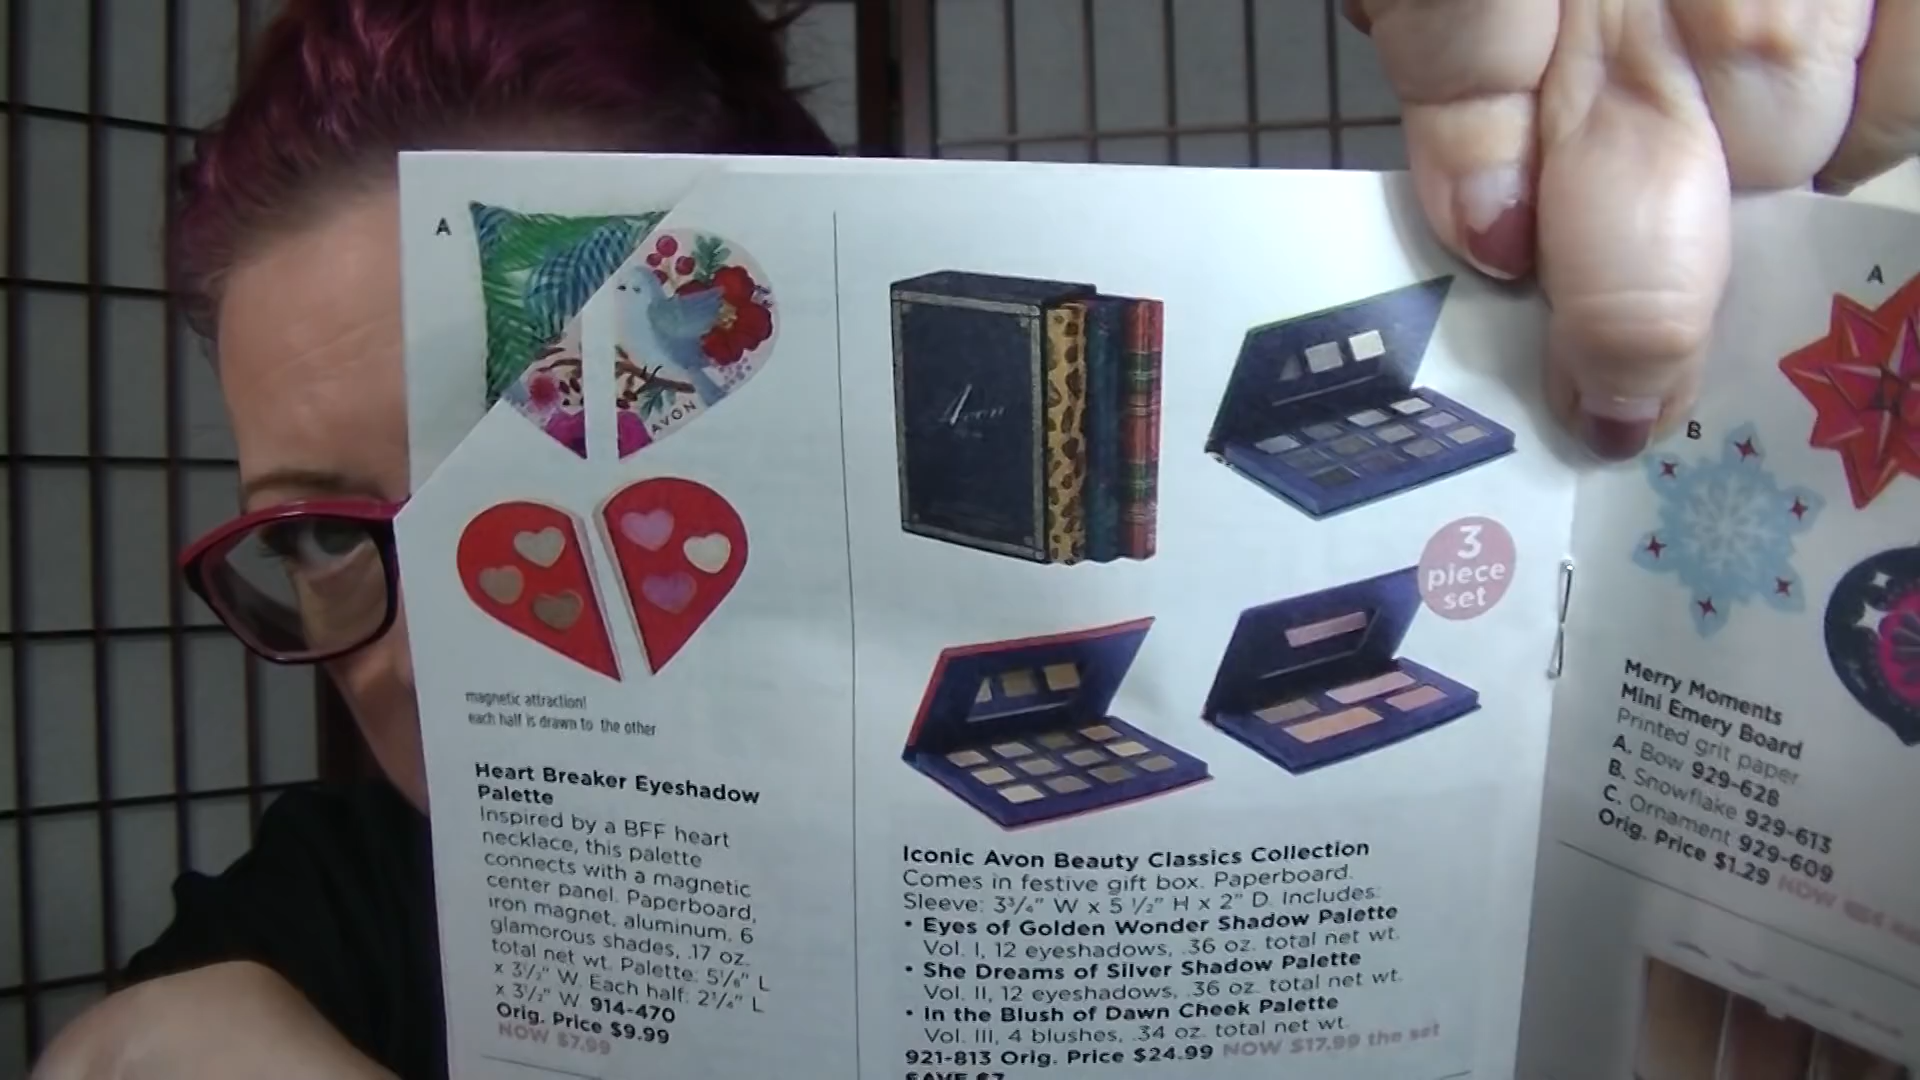 A
AVON
magnetic attraction!
each half is drawn to the other
Heart Breaker Eyeshadow
Palette
Inspired by a BFF heart
necklace, this palette
connects with a magnetic
center panel. Paperboard,
iron magnet, aluminum. 6
glamorous shades, .17 oz.
total net wt. Palette: 5⅛" L
x 3½" W. Each half: 2¼" L
x 3½" W. 914-470
Orig. Price $9.99
NOW $7.99
Avon
3
piece
set
Iconic Avon Beauty Classics Collection
Comes in festive gift box. Paperboard.
Sleeve: 3¾" W x 5 ½" H x 2" D. Includes:
• Eyes of Golden Wonder Shadow Palette
Vol. I, 12 eyeshadows, .36 oz. total net wt.
• She Dreams of Silver Shadow Palette
Vol. II, 12 eyeshadows, .36 oz. total net wt.
• In the Blush of Dawn Cheek Palette
Vol. III, 4 blushes, .34 oz. total net wt.
921-813 Orig. Price $24.99 NOW $17.99 the set
SAVE $7
A
B
Merry Moments
Mini Emery Board
Printed grit paper
A. Bow 929-628
B. Snowflake 929-613
C. Ornament 929-609
Orig. Price $1.29 NOW